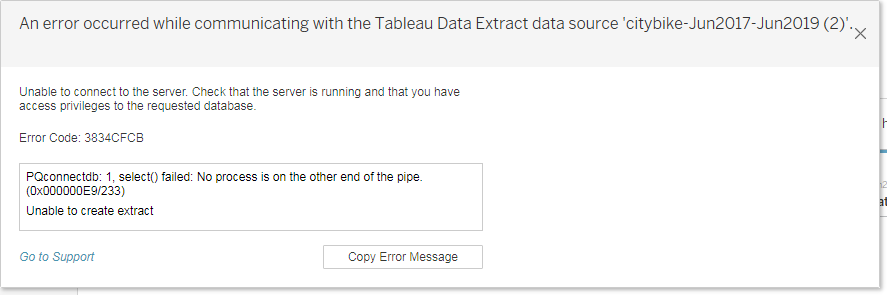 An error occurred while communicating with the Tableau Data Extract data source 'citybike-Jun2017-Jun2019 (2)'.
Unable to connect to the server. Check that the server is running and that you have
access privileges to the requested database.
Error Code: 3834CFCB
PQconnectdb: 1, select() failed: No process is on the other end of the pipe.
(0x000000E9/233)
Unable to create extract
Go to Support
Copy Error Message